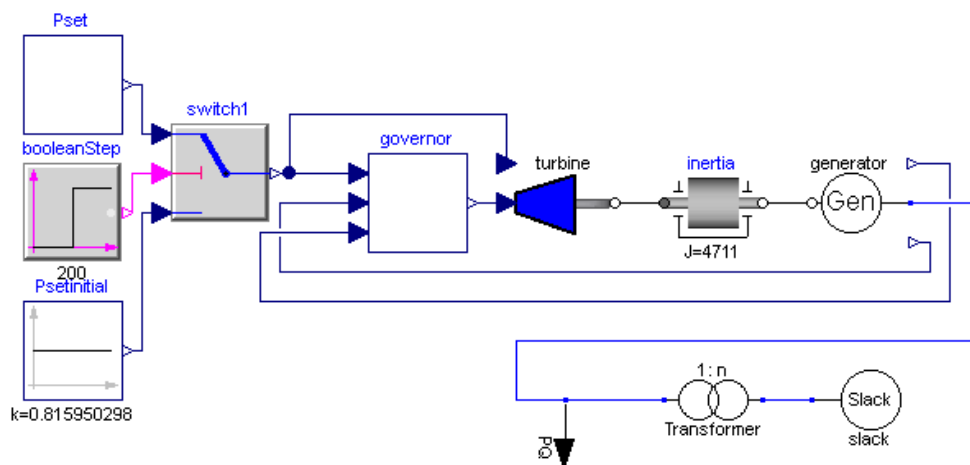 Pset
switch1
booleanStep
200
governor
turbine
inertia
J=4711
generator
Gen
Psetinitial
k=0.815950298
1: n
Transformer
Slack
slack
PQ